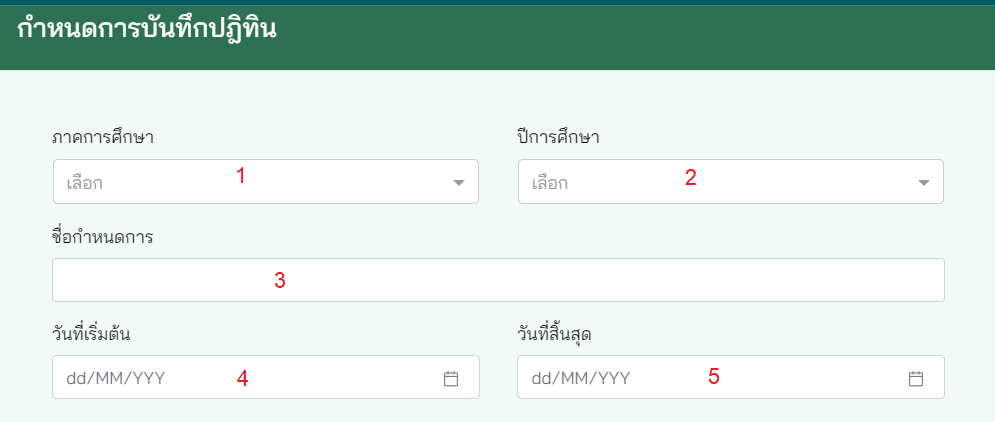 กำหนดการบันทึกปฎิทิน
ภาคการศึกษา ปีการศึกษา
เลือก 1 เลือก 2
ชื่อกำหนดการ
3
วันที่เริ่มต้น วันที่สิ้นสุด
dd/MM/YYY 4 dd/MM/YYY 5